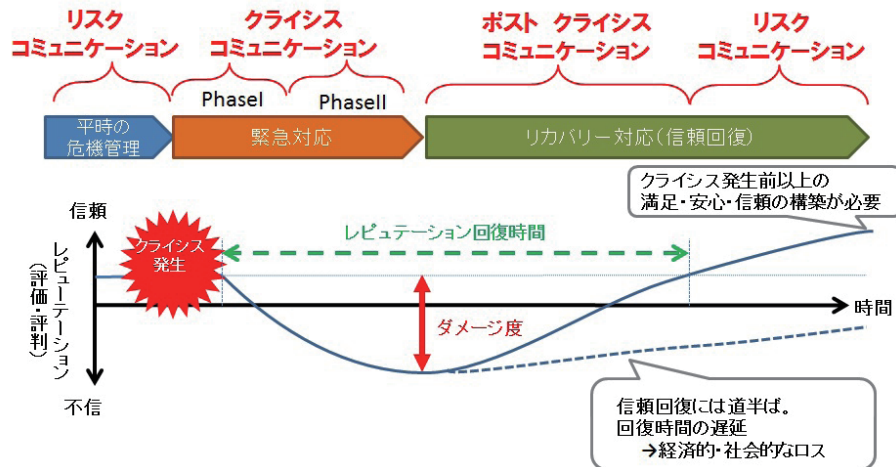 リスク
コミュニケーション
クライシス
コミュニケーション
ポスト クライシス
コミュニケーション
リスク
コミュニケーション
PhaseI
PhaseII
平時の
危機管理
緊急対応
リカバリー対応(信頼回復)
クライシス発生前以上の
満足・安心・信頼の構築が必要
信頼
クライシス
発生
レピュテーション回復時間
レピューテーション
(評価・評判)
ダメージ度
時間
不信
信頼回復には道半ば。
回復時間の遅延
→経済的・社会的なロス